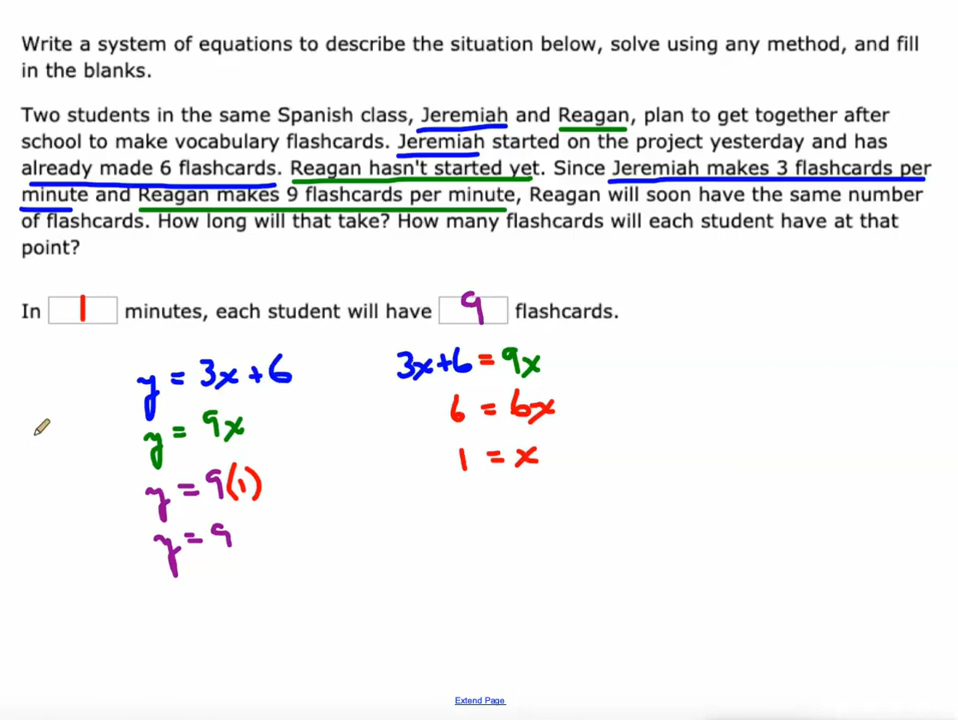 Write a system of equations to describe the situation below, solve using any method, and fill
in the blanks.
Two students in the same Spanish class, Jeremiah and Reagan, plan to get together after
school to make vocabulary flashcards. Jeremiah started on the project yesterday and has
already made 6 flashcards. Reagan hasn't started yet. Since Jeremiah makes 3 flashcards per
minute and Reagan makes 9 flashcards per minute, Reagan will soon have the same number
of flashcards. How long will that take? How many flashcards will each student have at that
point?
In 1 minutes, each student will have 9 flashcards.
y = 3x + 6
y = 9x
y = 9(1)
y = 9
3x + 6 = 9x
6 = 6x
1 = x
Extend Page